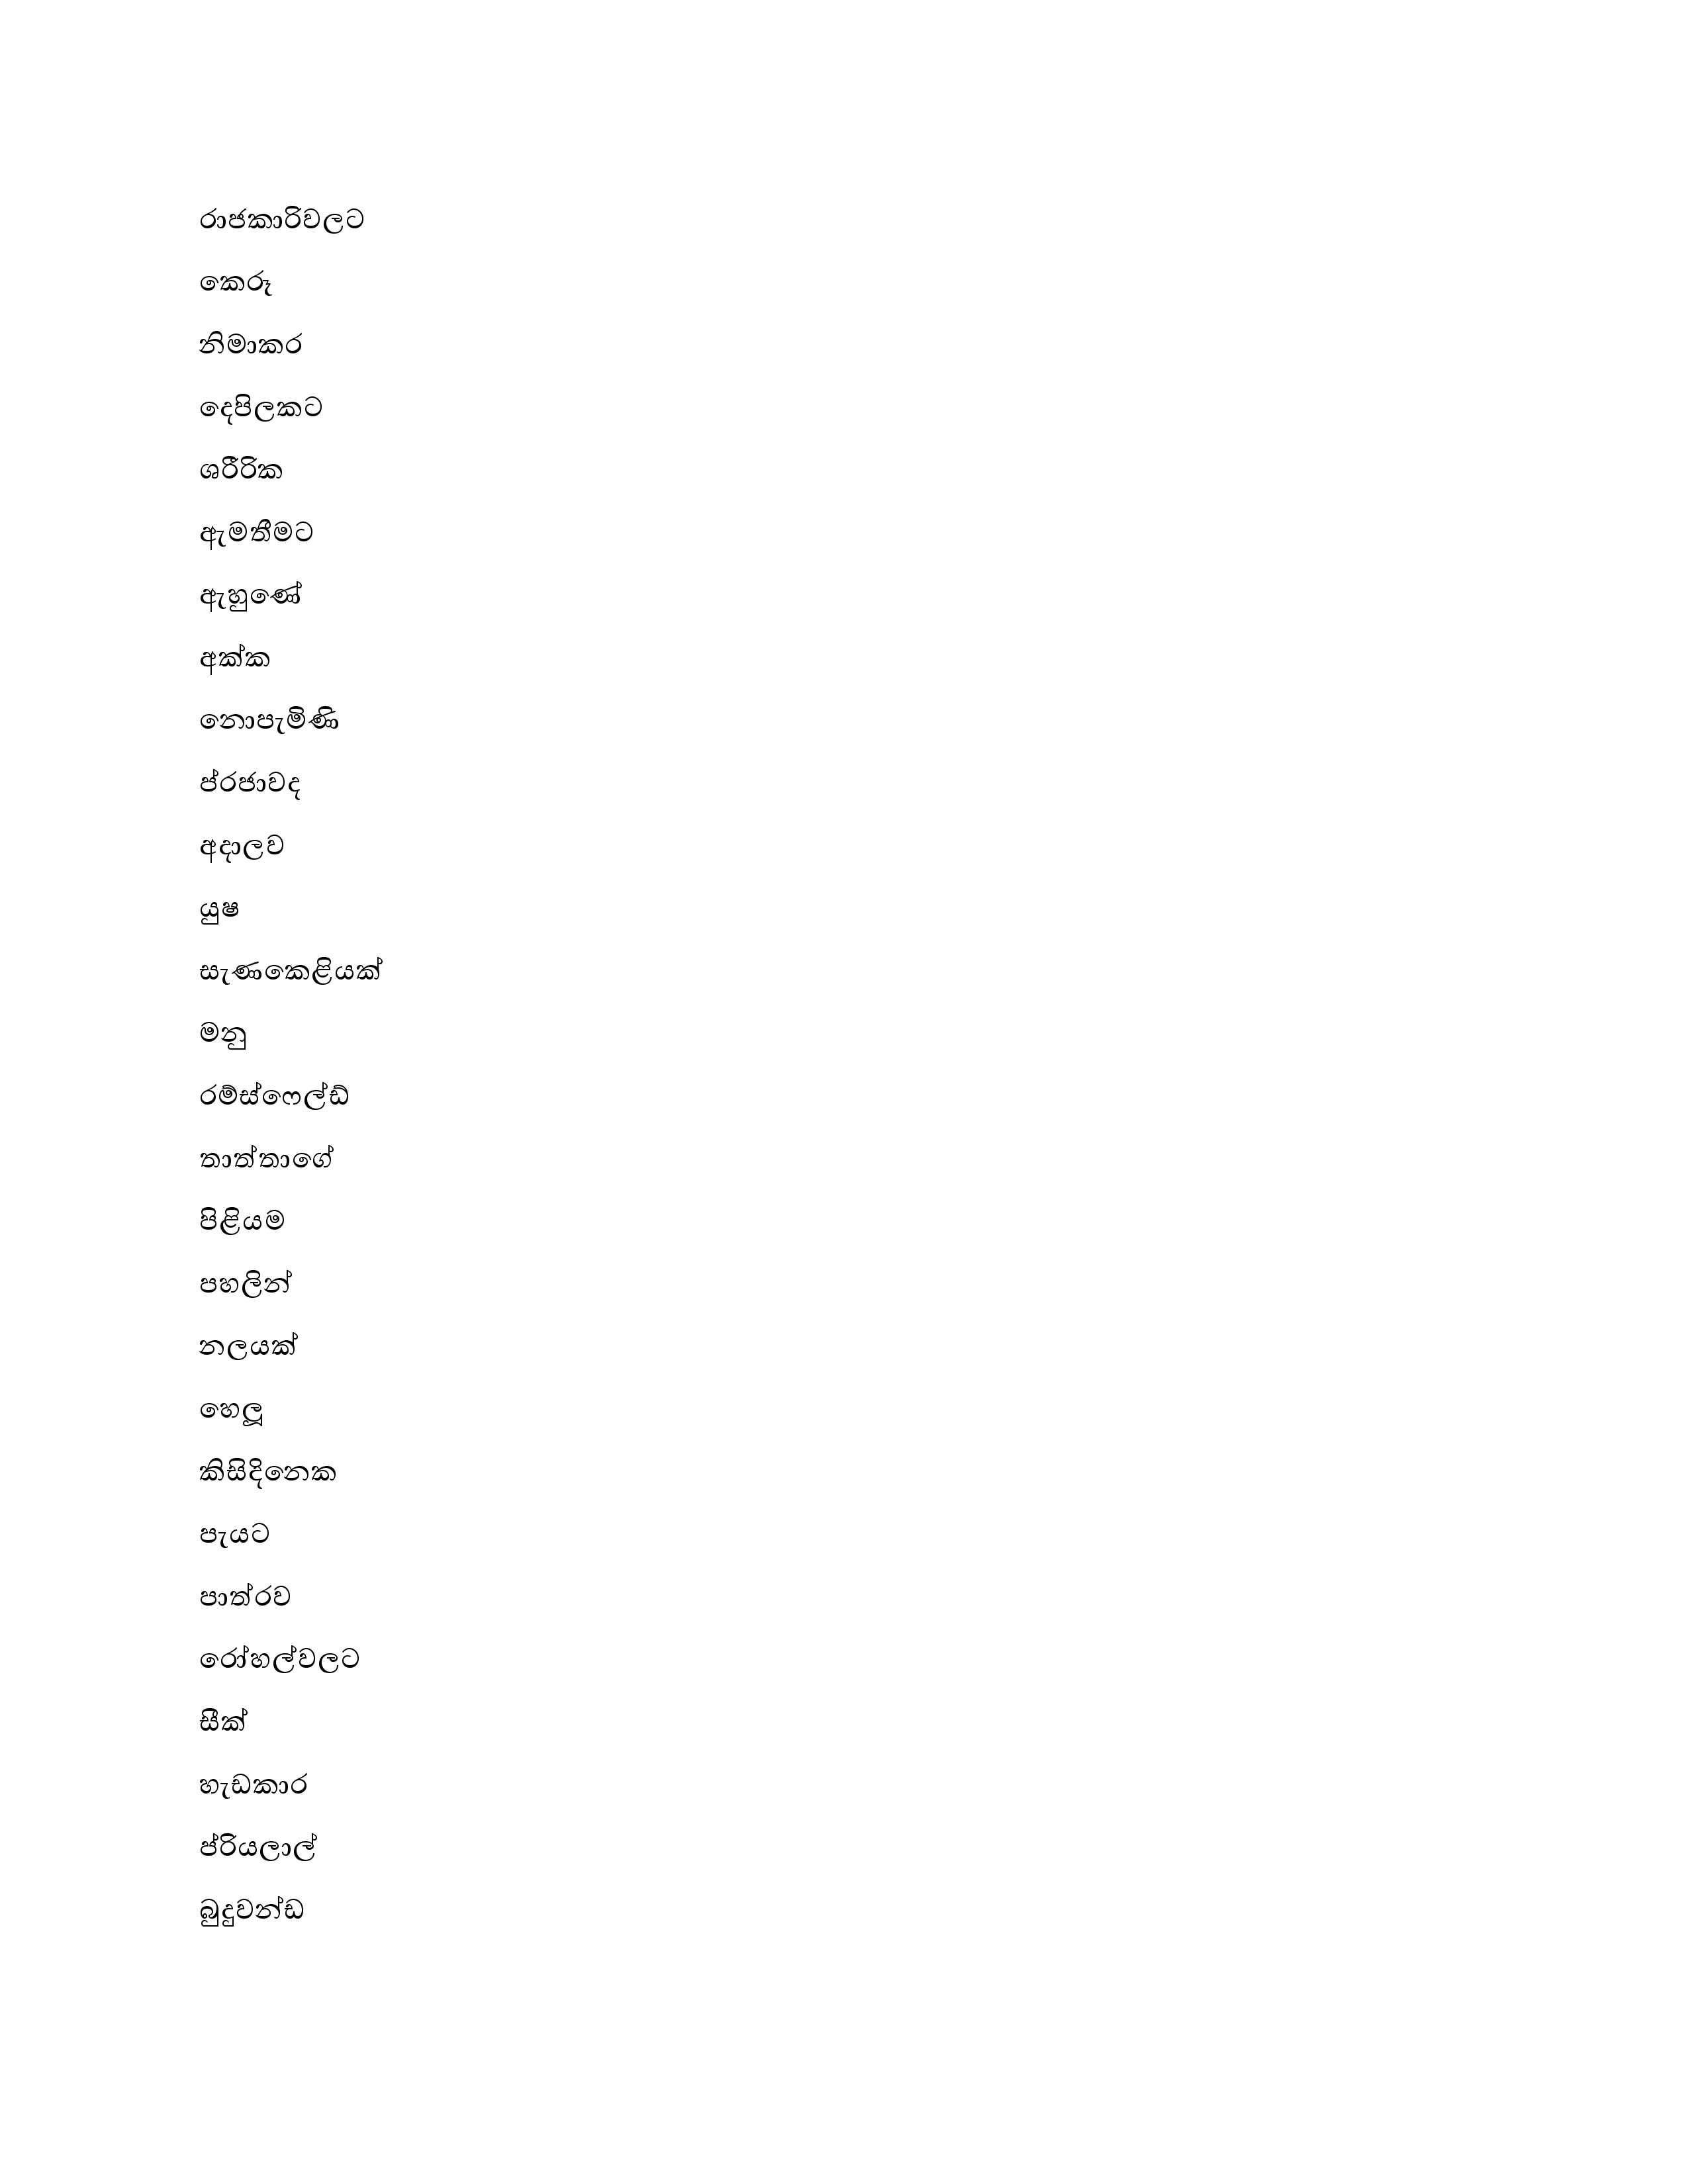 රාජකාරිවලට
කෙරූ
නිමාකර
දෙපිලකට
ශරීරික
ඇමතීමට
ඇහුණේ
අක්ක
නොපැමිණි
ප්රජාවද
අදාලව
යුෂ
සැණකෙළියක්
මනු
රම්ස්ෆෙල්ඩ්
තාත්තාගේ
පිළියම
පහලින්
නලයක්
හෙලූ
කිසිදිනෙක
පැයට
පාත්රව
රෝහල්වලට
සීක්
හැඩකාර
ප්රියලාල්
බුදුවන්ඩ